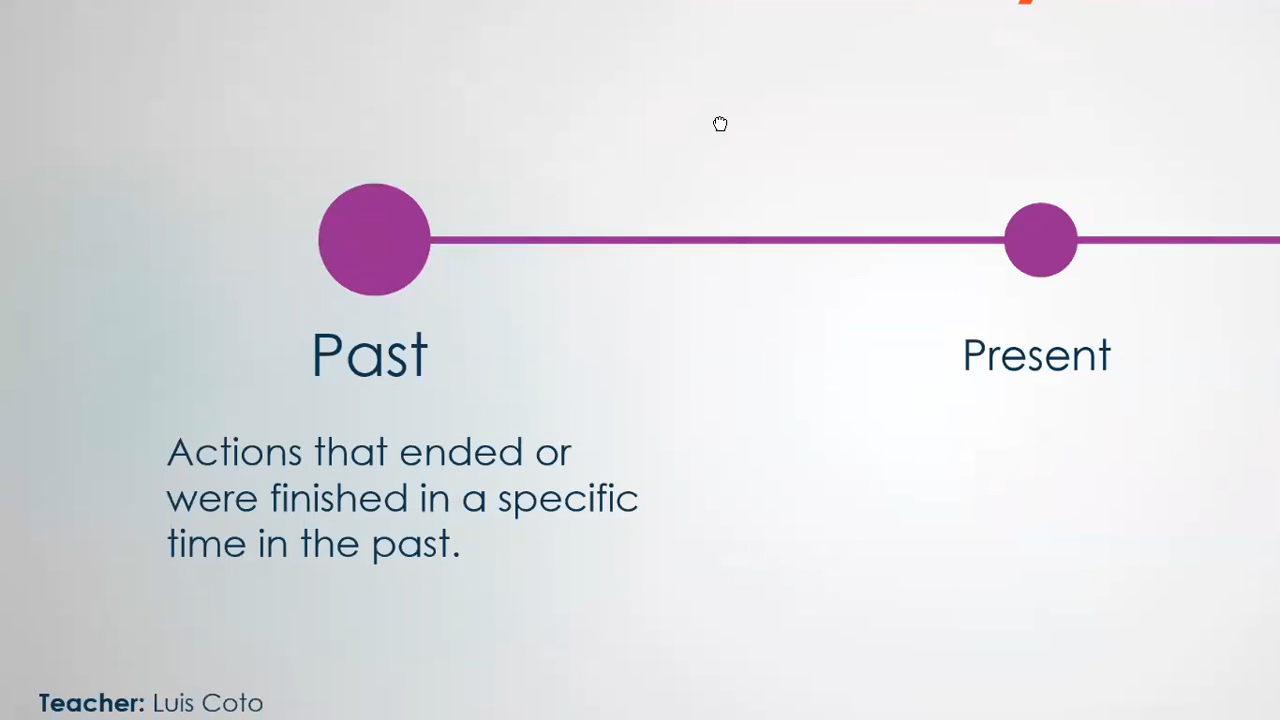 Past
Present
Actions that ended or
were finished in a specific
time in the past.
Teacher: Luis Coto